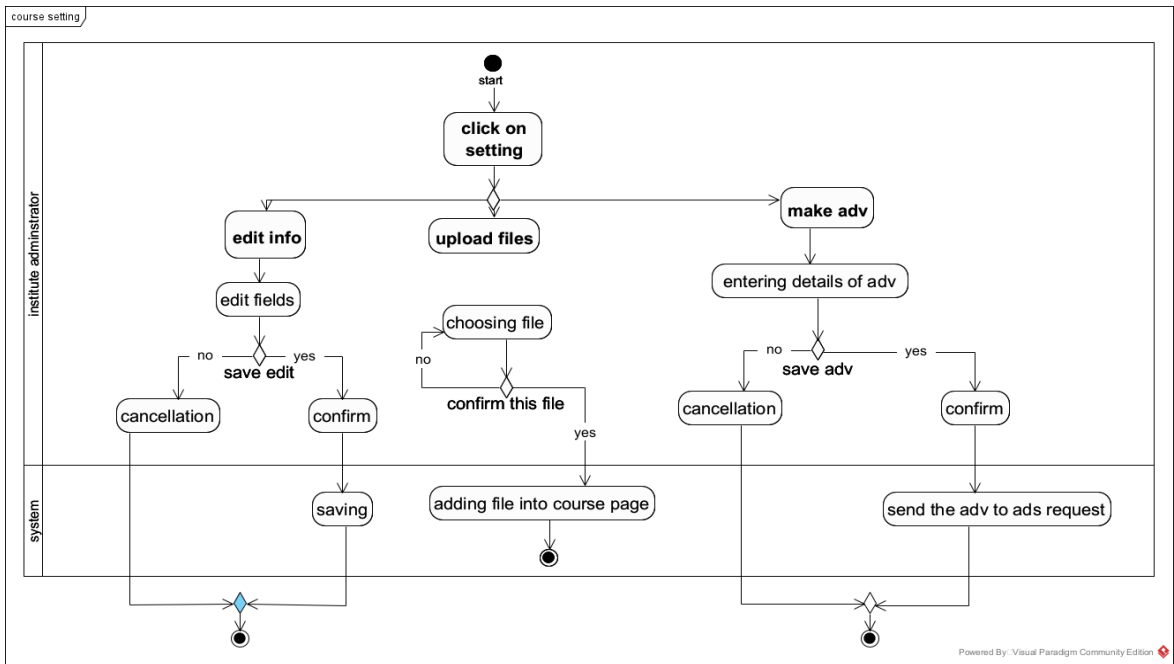 course setting
start
click on
setting
make adv
edit info
upload files
entering details of adv
edit fields
choosing file
no
yes
save edit
no
no
yes
save adv
confirm this file
cancellation
confirm
yes
cancellation
confirm
institute adminstrator
saving
adding file into course page
send the adv to ads request
system
Powered By Visual Paradigm Community Edition